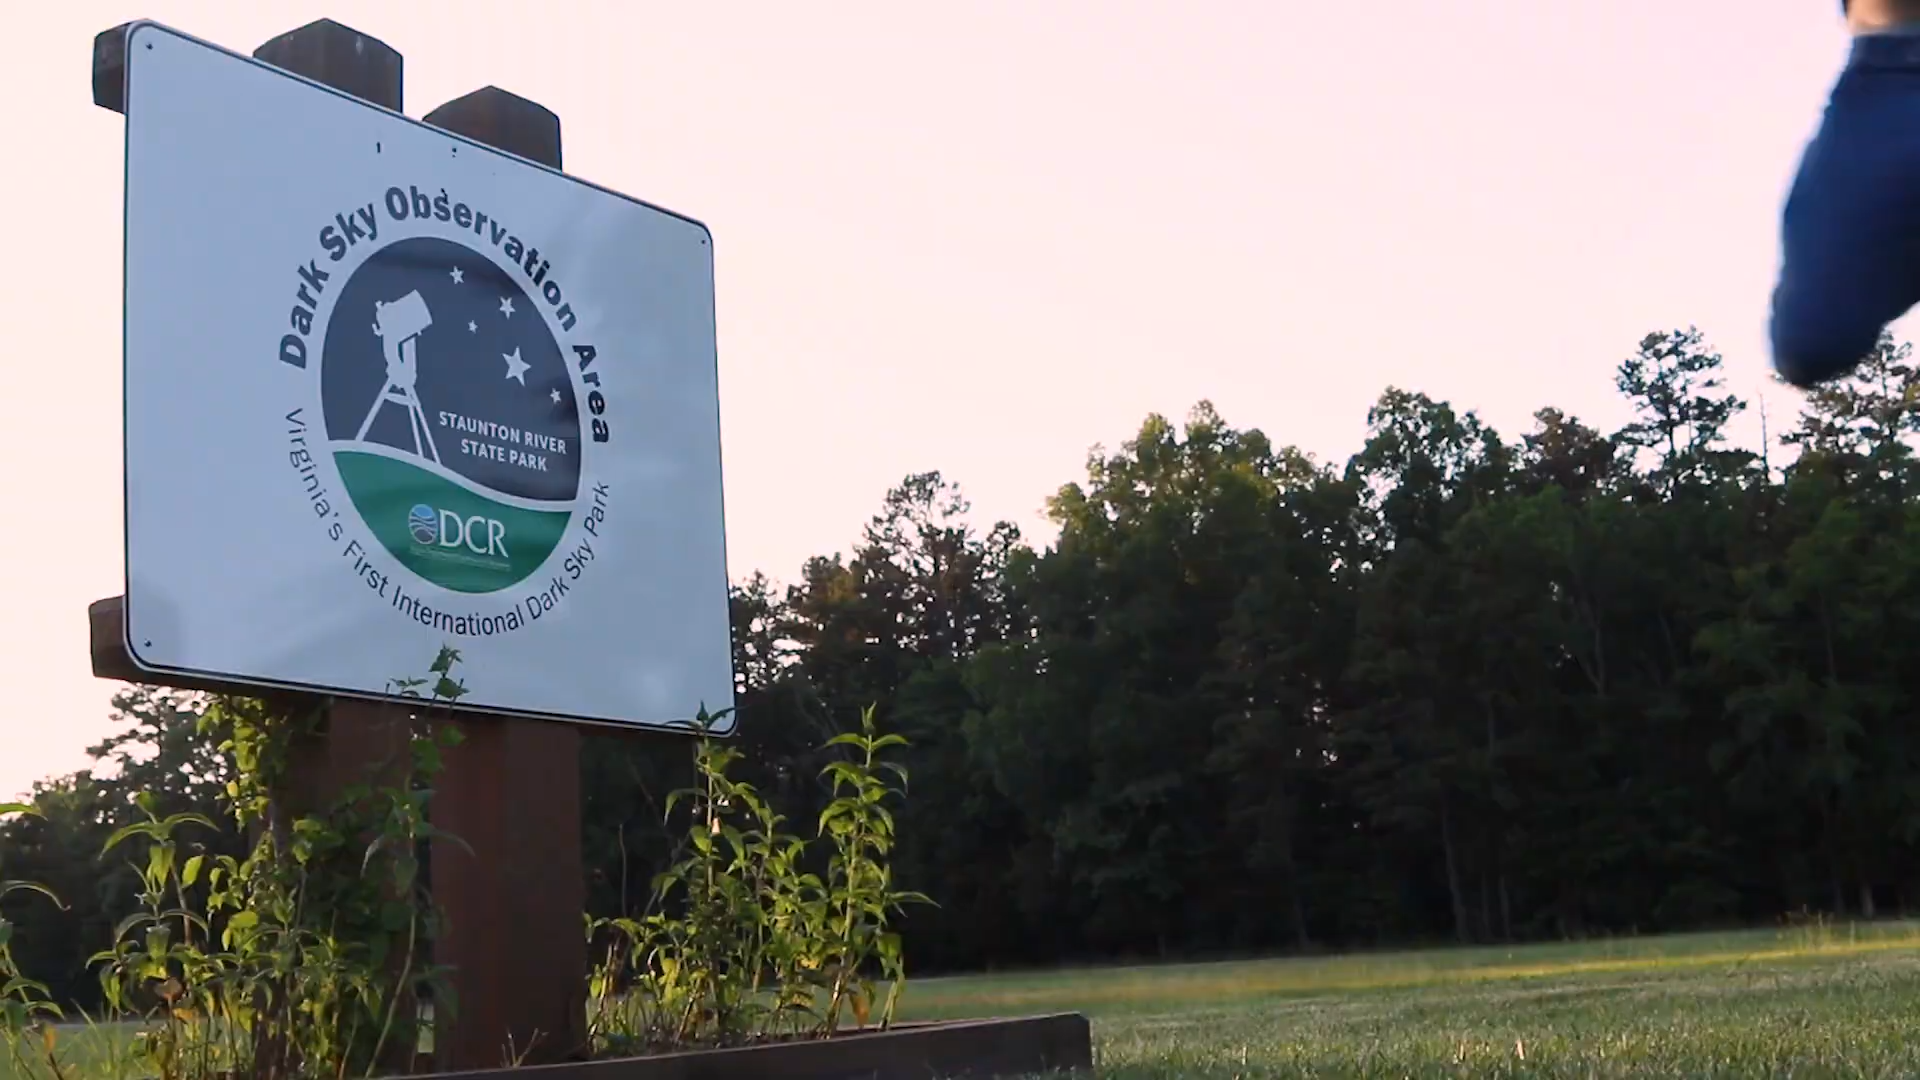 Dark Sky Observation Area
STAUNTON RIVER
STATE PARK
DCR
Virginia's First International Dark Sky Park